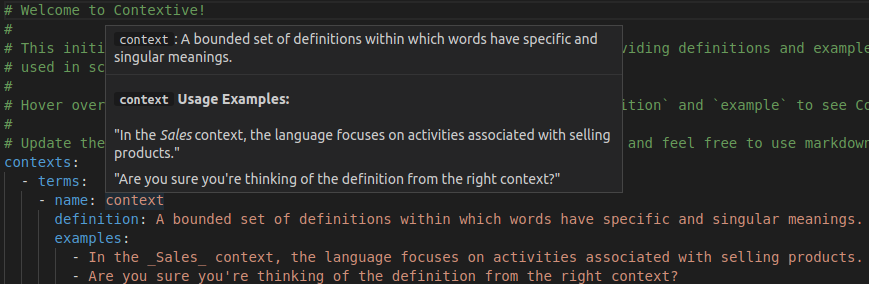 # Welcome to Contextive!
#
# This initi
# used in sc
#
# Hover over
#
# Update the
context: A bounded set of definitions within which words have specific and
singular meanings.
context Usage Examples:
"In the Sales context, the language focuses on activities associated with selling
products."
"Are you sure you're thinking of the definition from the right context?"
viding definitions and example
ition` and `example` to see Co
and feel free to use markdown
contexts:
- terms:
- name: context
definition: A bounded set of definitions within which words have specific and singular meanings.
examples:
- In the _Sales_ context, the language focuses on activities associated with selling products.
- Are you sure you're thinking of the definition from the right context?